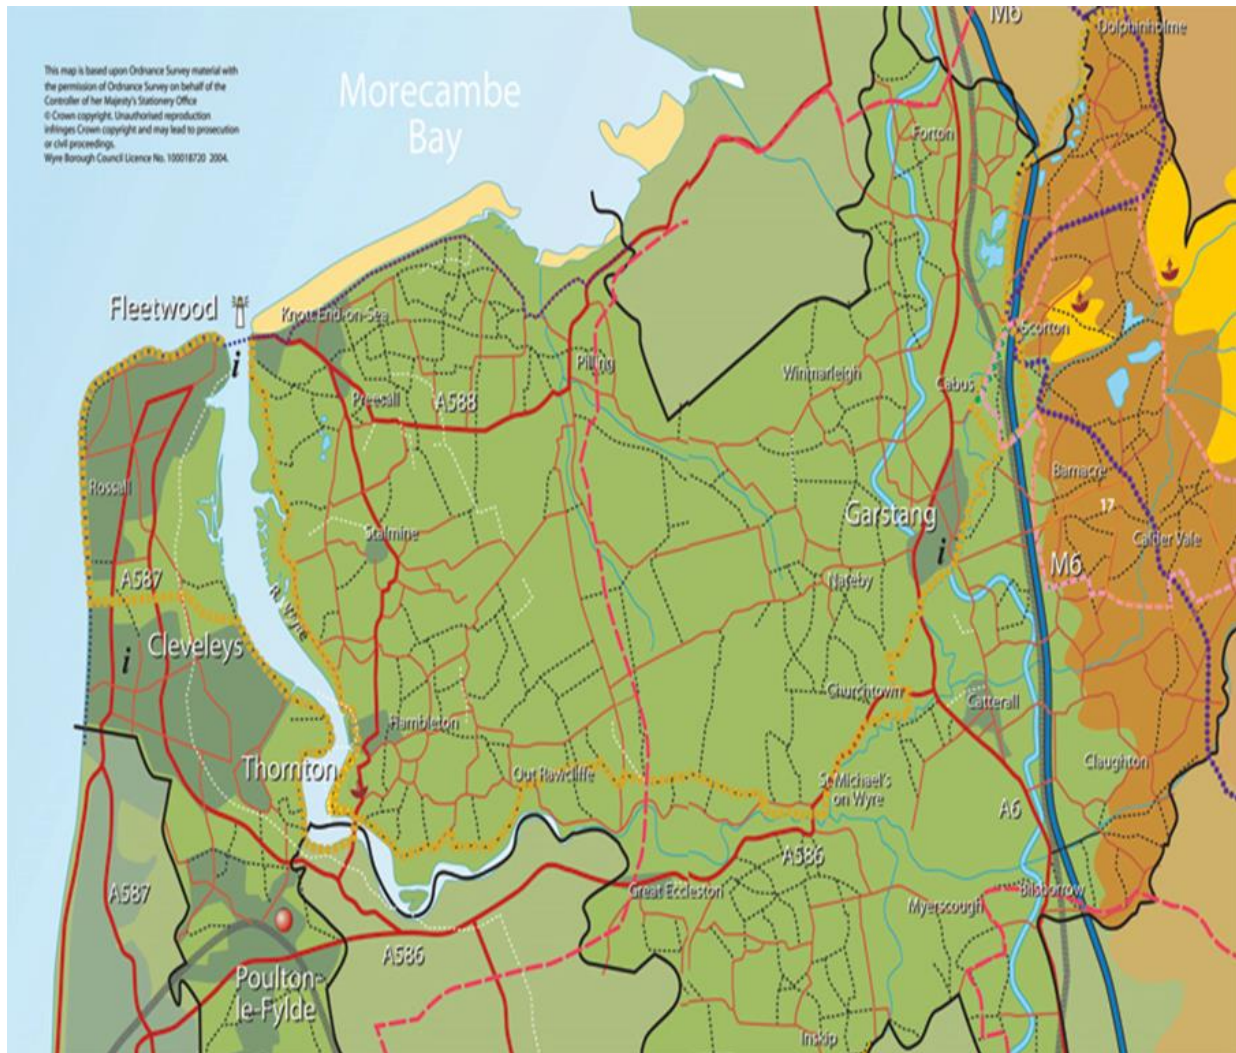 This map is based upon Ordnance Survey material with
the permission of Ordnance Survey on behalf of the
Controller of her Majesty's Stationery Office
© Crown copyright. Unauthorised reproduction
infringes Crown copyright and may lead to prosecution
or civil proceedings.
Wyre Borough Council Licence No. 100018720 2004.
Morecambe
Bay
M6
Dolphinholme
Forton
Fleetwood
i
Knott End-on-Sea
Scorton
Pilling
Winmarleigh
Cabus
Preesall
A588
Rossall
Barnacre
17
Garstang
i
Stalmine
Calder Vale
M6
A587
Nateby
R. Wyre
Cleveleys
i
Churchtown
Catterall
Hambleton
Thornton
Out Rawcliffe
St Michael's
on Wyre
Claughton
A6
A586
A587
Great Eccleston
Myerscough
Bilsborrow
A586
Poulton-
le-Fylde
Inskip